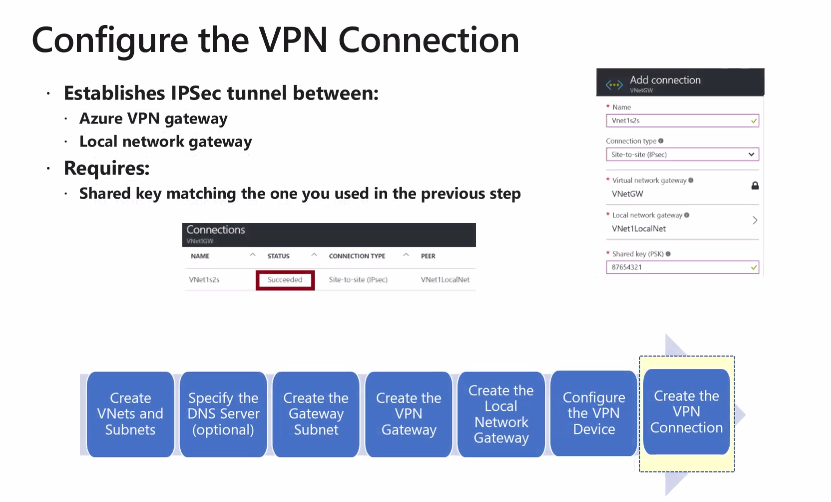 Configure the VPN Connection
· Establishes IPSec tunnel between:
· Azure VPN gateway
· Local network gateway
· Requires:
· Shared key matching the one you used in the previous step
Add connection
VNetGW
* Name
Vnet1s2s
Connection type
Site-to-site (IPsec)
* Virtual network gateway
VNetGW
* Local network gateway
VNet1LocalNet
* Shared key (PSK)
87654321
Connections
VNet1GW
NAME STATUS CONNECTION TYPE PEER
VNet1s2s Succeeded Site-to-site (IPsec) VNet1LocalNet
Create
VNets and
Subnets
Specify the
DNS Server
(optional)
Create the
Gateway
Subnet
Create the
VPN
Gateway
Create the
Local
Network
Gateway
Configure
the VPN
Device
Create the
VPN
Connection